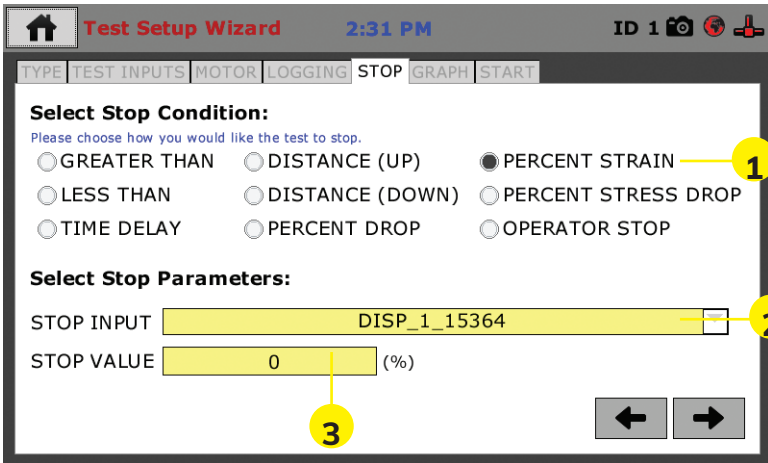 Test Setup Wizard 2:31 PM ID 1
TYPE TEST INPUTS MOTOR LOGGING STOP GRAPH START
Select Stop Condition:
Please choose how you would like the test to stop.
GREATER THAN DISTANCE (UP) PERCENT STRAIN 1
LESS THAN DISTANCE (DOWN) PERCENT STRESS DROP
TIME DELAY PERCENT DROP OPERATOR STOP
Select Stop Parameters:
STOP INPUT DISP_1_15364 2
STOP VALUE 0 (%)
3